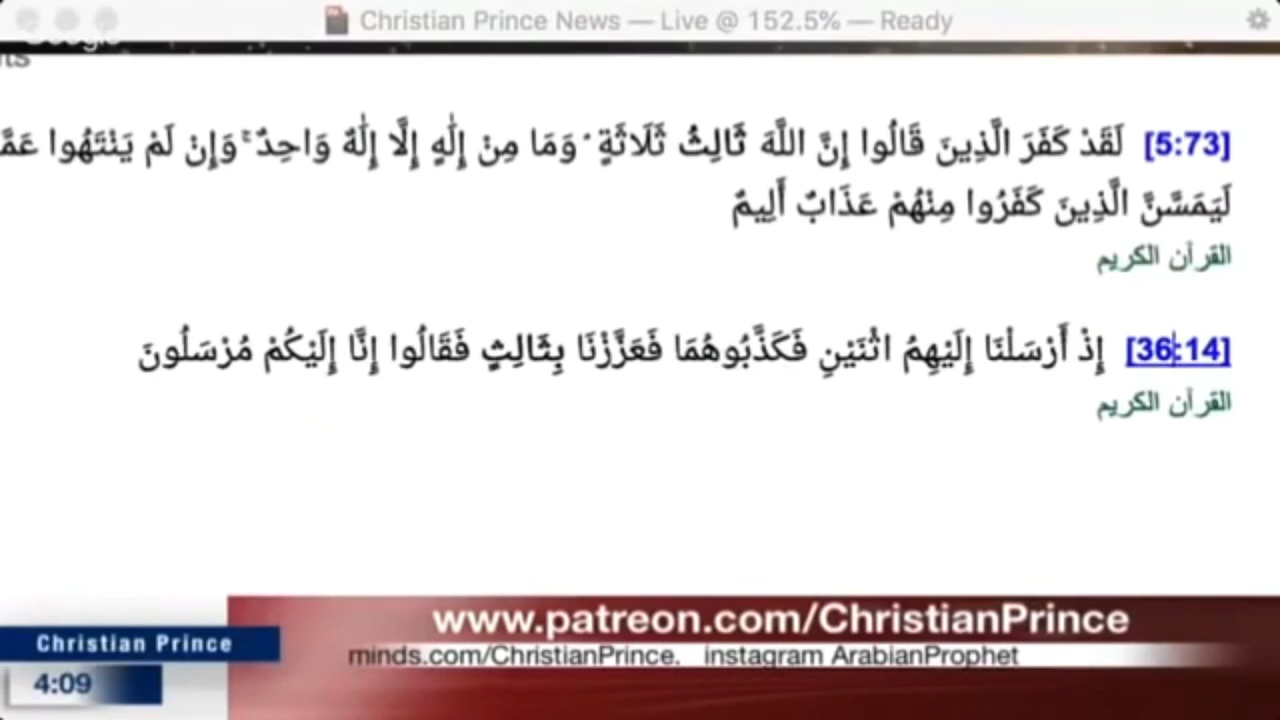 Christian Prince News — Live @ 152.5% — Ready
Google
nts
[5:73] لَقَدْ كَفَرَ الَّذِينَ قَالُوا إِنَّ اللَّهَ ثَالِثُ ثَلَاثَةٍ ۘ وَمَا مِنْ إِلَٰهٍ إِلَّا إِلَٰهٌ وَاحِدٌ ۚ وَإِنْ لَمْ يَنْتَهُوا عَمَّ
لَيَمَسَّنَّ الَّذِينَ كَفَرُوا مِنْهُمْ عَذَابٌ أَلِيمٌ
القرآن الكريم
[36:14] إِذْ أَرْسَلْنَا إِلَيْهِمُ اثْنَيْنِ فَكَذَّبُوهُمَا فَعَزَّزْنَا بِثَالِثٍ فَقَالُوا إِنَّا إِلَيْكُمْ مُرْسَلُونَ
القرآن الكريم
www.patreon.com/ChristianPrince
Christian Prince
minds.com/ChristianPrince. instagram ArabianProphet
4:09